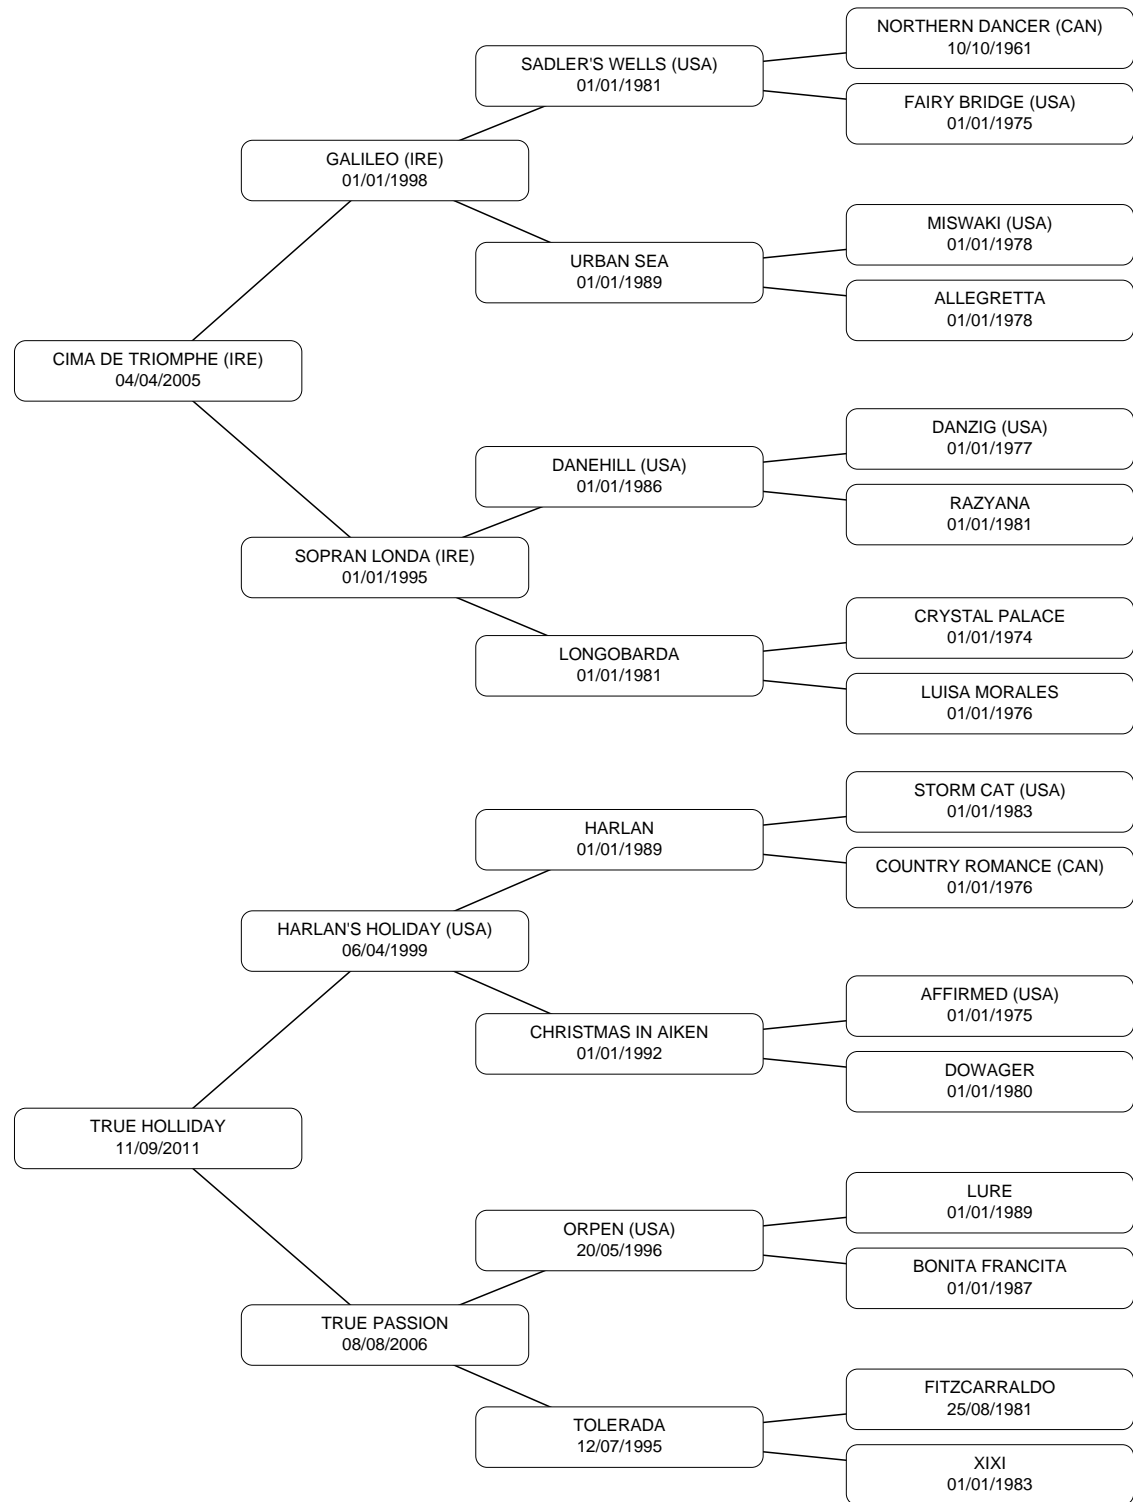 NORTHERN DANCER (CAN)
10/10/1961
SADLER'S WELLS (USA)
01/01/1981
FAIRY BRIDGE (USA)
01/01/1975
GALILEO (IRE)
01/01/1998
MISWAKI (USA)
01/01/1978
URBAN SEA
01/01/1989
ALLEGRETTA
01/01/1978
CIMA DE TRIOMPHE (IRE)
04/04/2005
DANZIG (USA)
01/01/1977
DANEHILL (USA)
01/01/1986
RAZYANA
01/01/1981
SOPRAN LONDA (IRE)
01/01/1995
CRYSTAL PALACE
01/01/1974
LONGOBARDA
01/01/1981
LUISA MORALES
01/01/1976
STORM CAT (USA)
01/01/1983
HARLAN
01/01/1989
COUNTRY ROMANCE (CAN)
01/01/1976
HARLAN'S HOLIDAY (USA)
06/04/1999
AFFIRMED (USA)
01/01/1975
CHRISTMAS IN AIKEN
01/01/1992
DOWAGER
01/01/1980
TRUE HOLLIDAY
11/09/2011
LURE
01/01/1989
ORPEN (USA)
20/05/1996
BONITA FRANCITA
01/01/1987
TRUE PASSION
08/08/2006
FITZCARRALDO
25/08/1981
TOLERADA
12/07/1995
XIXI
01/01/1983